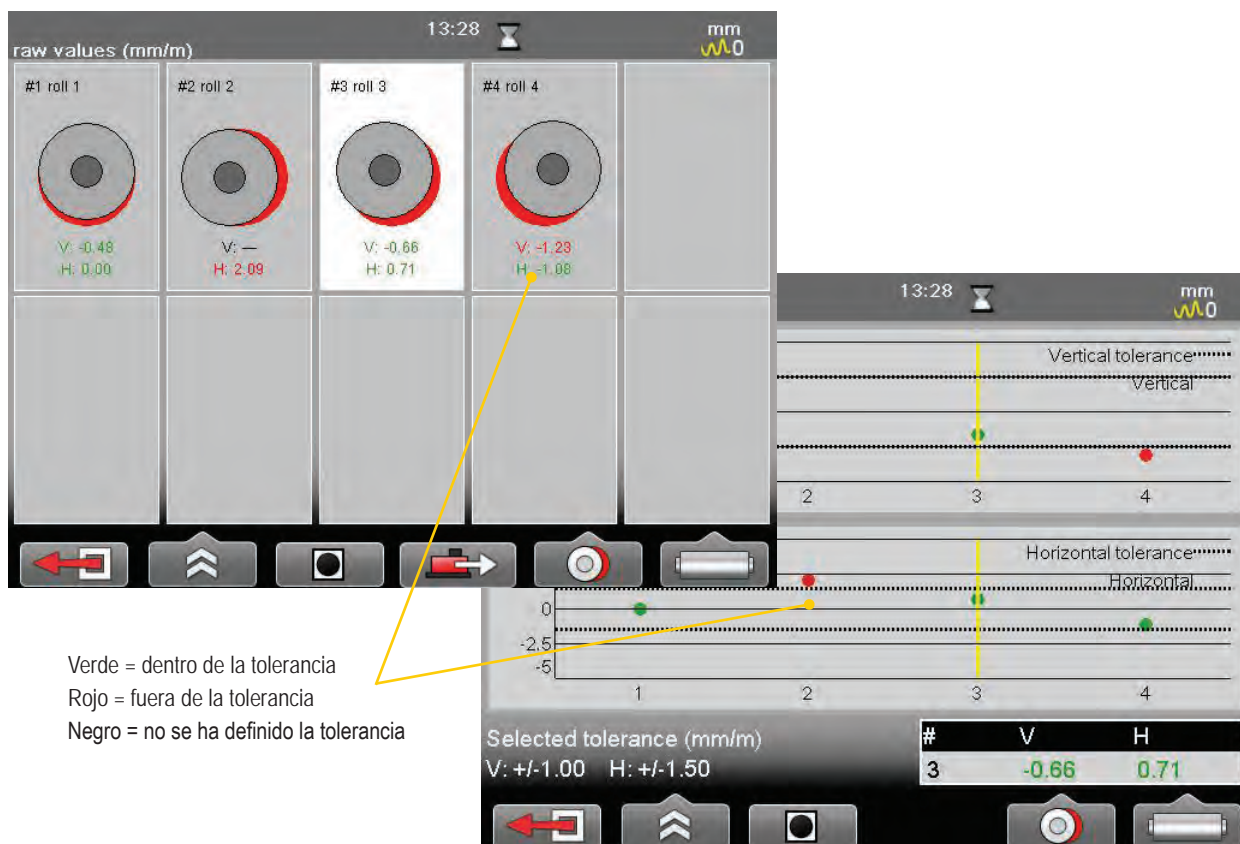 13:28
mm
0
raw values (mm/m)
#1 roll 1
#2 roll 2
#3 roll 3
#4 roll 4
V: -0.48
H: 0.00
V: —
H: 2.09
V: -0.66
H: 0.71
V: -1.23
H: -1.08
13:28
mm
0
Vertical tolerance
Vertical
2
3
4
Horizontal tolerance
Horizontal
0
-2.5
-5
1
2
3
4
Verde = dentro de la tolerancia
Rojo = fuera de la tolerancia
Negro = no se ha definido la tolerancia
Selected tolerance (mm/m)
V: +/-1.00 H: +/-1.50
# V H
3 -0.66 0.71